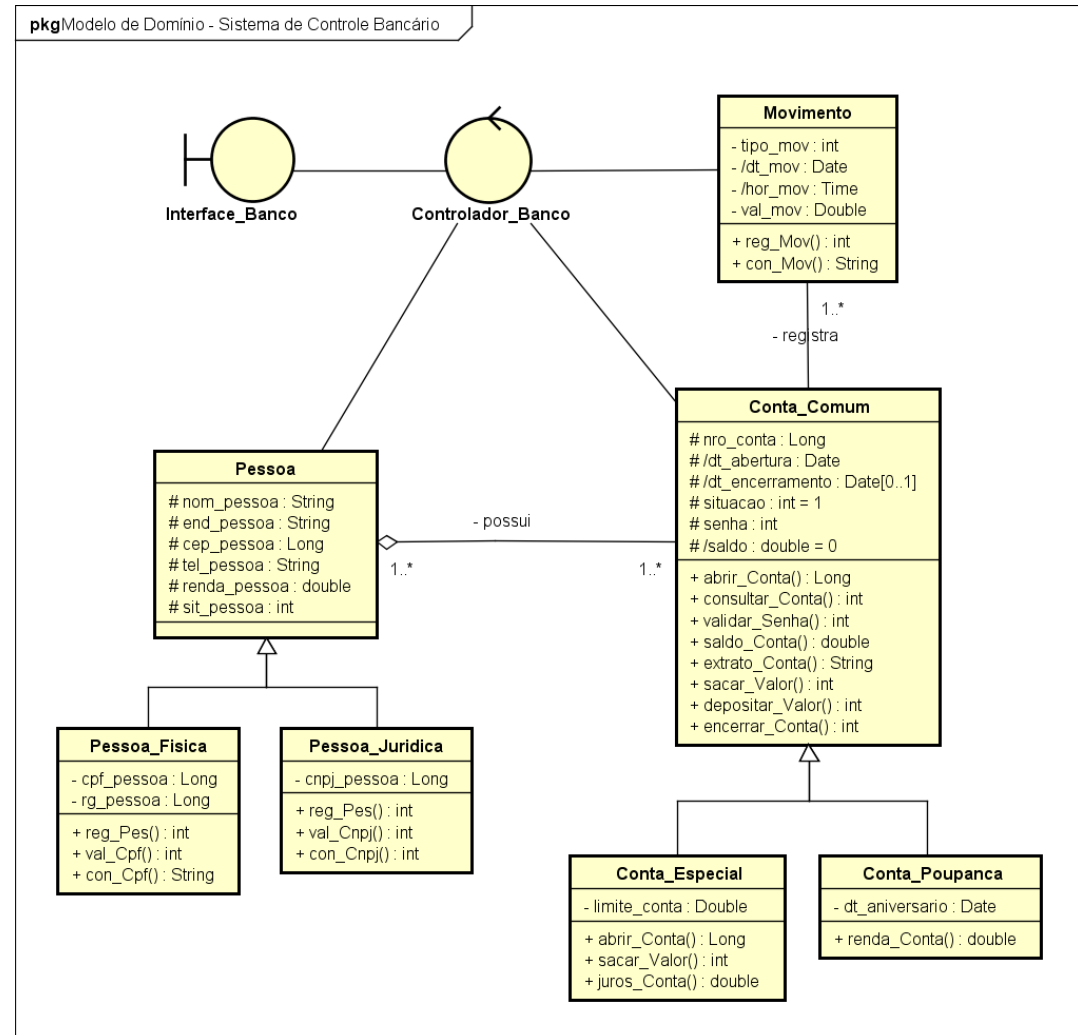 pkg Modelo de Domínio - Sistema de Controle Bancário
Interface_Banco
Controlador_Banco
Movimento
- tipo_mov : int
- /dt_mov : Date
- /hor_mov : Time
- val_mov : Double
+ reg_Mov() : int
+ con_Mov() : String
1..*
- registra
Pessoa
# nom_pessoa : String
# end_pessoa : String
# cep_pessoa : Long
# tel_pessoa : String
# renda_pessoa : double
# sit_pessoa : int
- possui
1..*
1..*
Conta_Comum
# nro_conta : Long
# /dt_abertura : Date
# /dt_encerramento : Date[0..1]
# situacao : int = 1
# senha : int
# /saldo : double = 0
+ abrir_Conta() : Long
+ consultar_Conta() : int
+ validar_Senha() : int
+ saldo_Conta() : double
+ extrato_Conta() : String
+ sacar_Valor() : int
+ depositar_Valor() : int
+ encerrar_Conta() : int
Pessoa_Fisica
- cpf_pessoa : Long
- rg_pessoa : Long
+ reg_Pes() : int
+ val_Cpf() : int
+ con_Cpf() : String
Pessoa_Juridica
- cnpj_pessoa : Long
+ reg_Pes() : int
+ val_Cnpj() : int
+ con_Cnpj() : int
Conta_Especial
- limite_conta : Double
+ abrir_Conta() : Long
+ sacar_Valor() : int
+ juros_Conta() : double
Conta_Poupanca
- dt_aniversario : Date
+ renda_Conta() : double